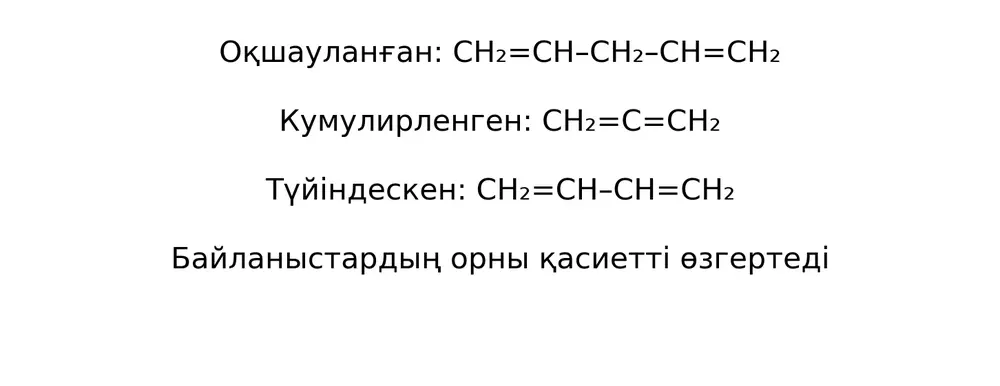 Оқшауланған: CH₂=CH–CH₂–CH=CH₂
Кумулирленген: CH₂=C=CH₂
Түйіндескен: CH₂=CH–CH=CH₂
Байланыстардың орны қасиетті өзгертеді